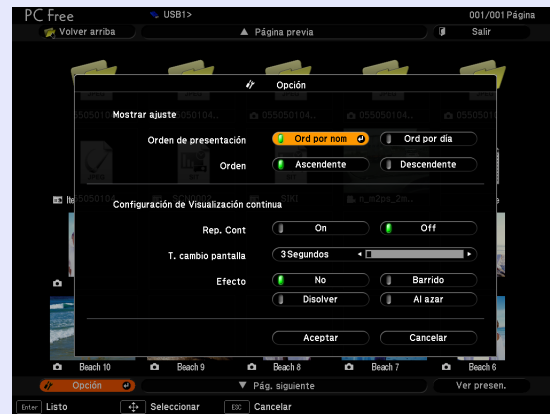 PC Free USB1> 001/001 Página
Volver arriba Página previa Salir
Opción
Mostrar ajuste
Orden de presentación Ord por nom Ord por día
Orden Ascendente Descendente
Configuración de Visualización continua
Rep. Cont On Off
T. cambio pantalla 3Segundos
Efecto No Barrido
Disolver Al azar
Aceptar Cancelar
Beach 10 Beach 9 Beach 8 Beach 7 Beach 6
Opción Pág. siguiente Ver presen.
Enter Listo Seleccionar ESC Cancelar